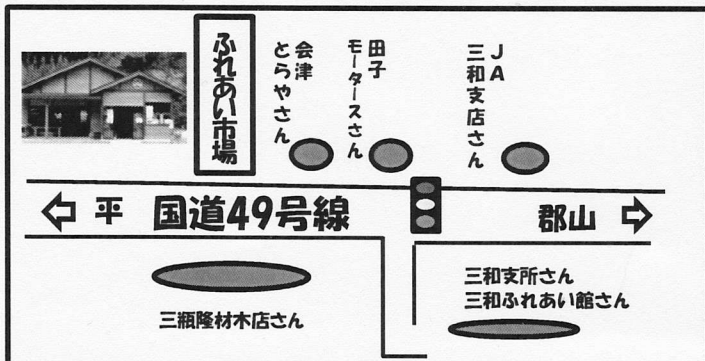 ふれあい市場
会津
とらやさん
田子
モータースさん
JA
三和支店さん
平 国道49号線 郡山
三瓶隆材木店さん
三和支所さん
三和ふれあい館さん